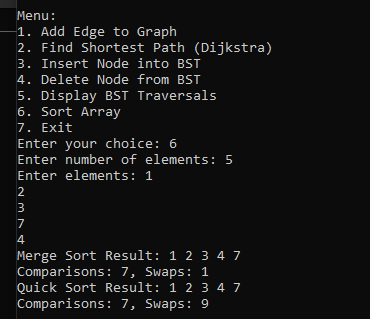 Menu:
1. Add Edge to Graph
2. Find Shortest Path (Dijkstra)
3. Insert Node into BST
4. Delete Node from BST
5. Display BST Traversals
6. Sort Array
7. Exit
Enter your choice: 6
Enter number of elements: 5
Enter elements: 1
2
3
7
4
Merge Sort Result: 1 2 3 4 7
Comparisons: 7, Swaps: 1
Quick Sort Result: 1 2 3 4 7
Comparisons: 7, Swaps: 9